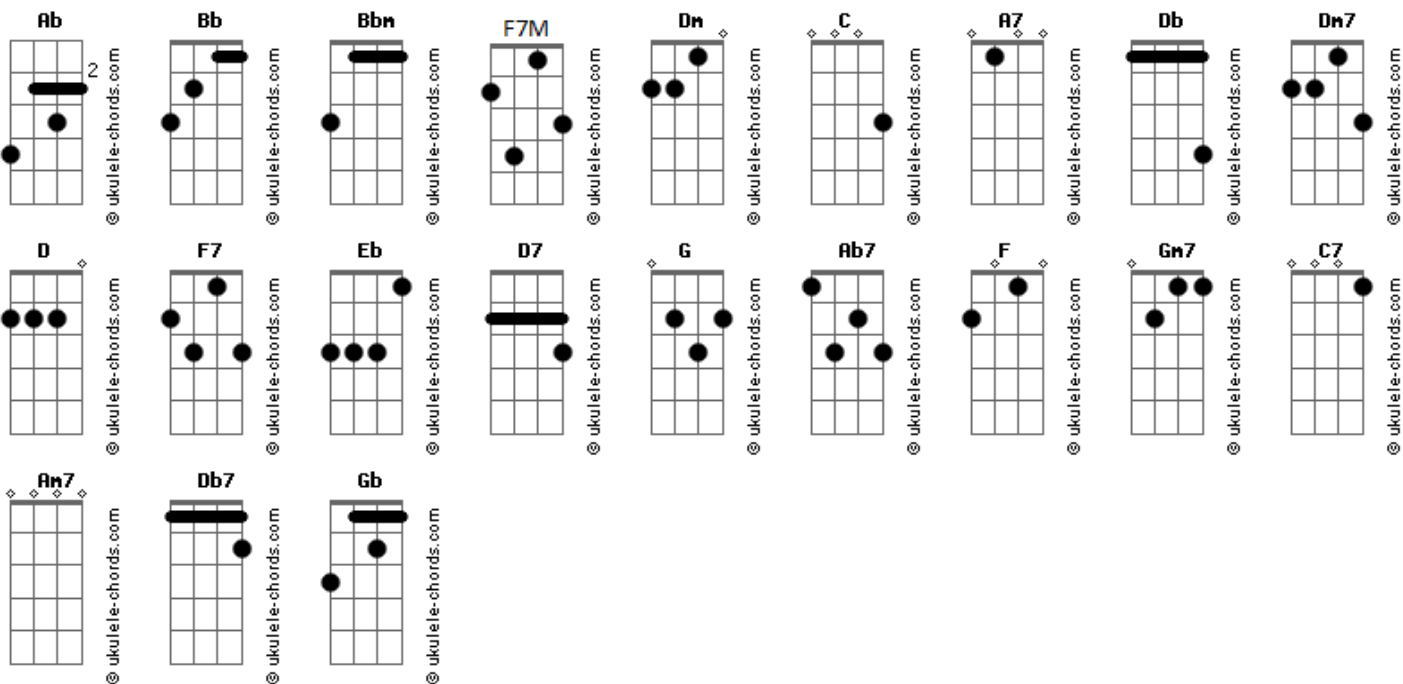 Ab Bb Bbm F7M Dm C A7 Db Dm7
2
© ukulele-chords.com © ukulele-chords.com © ukulele-chords.com © ukulele-chords.com © ukulele-chords.com © ukulele-chords.com © ukulele-chords.com © ukulele-chords.com © ukulele-chords.com
D F7 Eb D7 G Ab7 F Gm7 C7
© ukulele-chords.com © ukulele-chords.com © ukulele-chords.com © ukulele-chords.com © ukulele-chords.com © ukulele-chords.com © ukulele-chords.com © ukulele-chords.com © ukulele-chords.com
Am7 Db7 Gb
© ukulele-chords.com © ukulele-chords.com © ukulele-chords.com